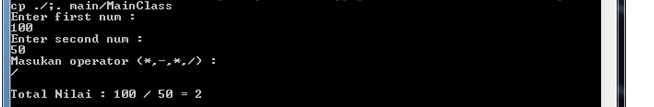 cp ./;. main/MainClass
Enter first num :
100
Enter second num :
50
Masukan operator (*,-,*,/) :
/
Total Nilai : 100 / 50 = 2